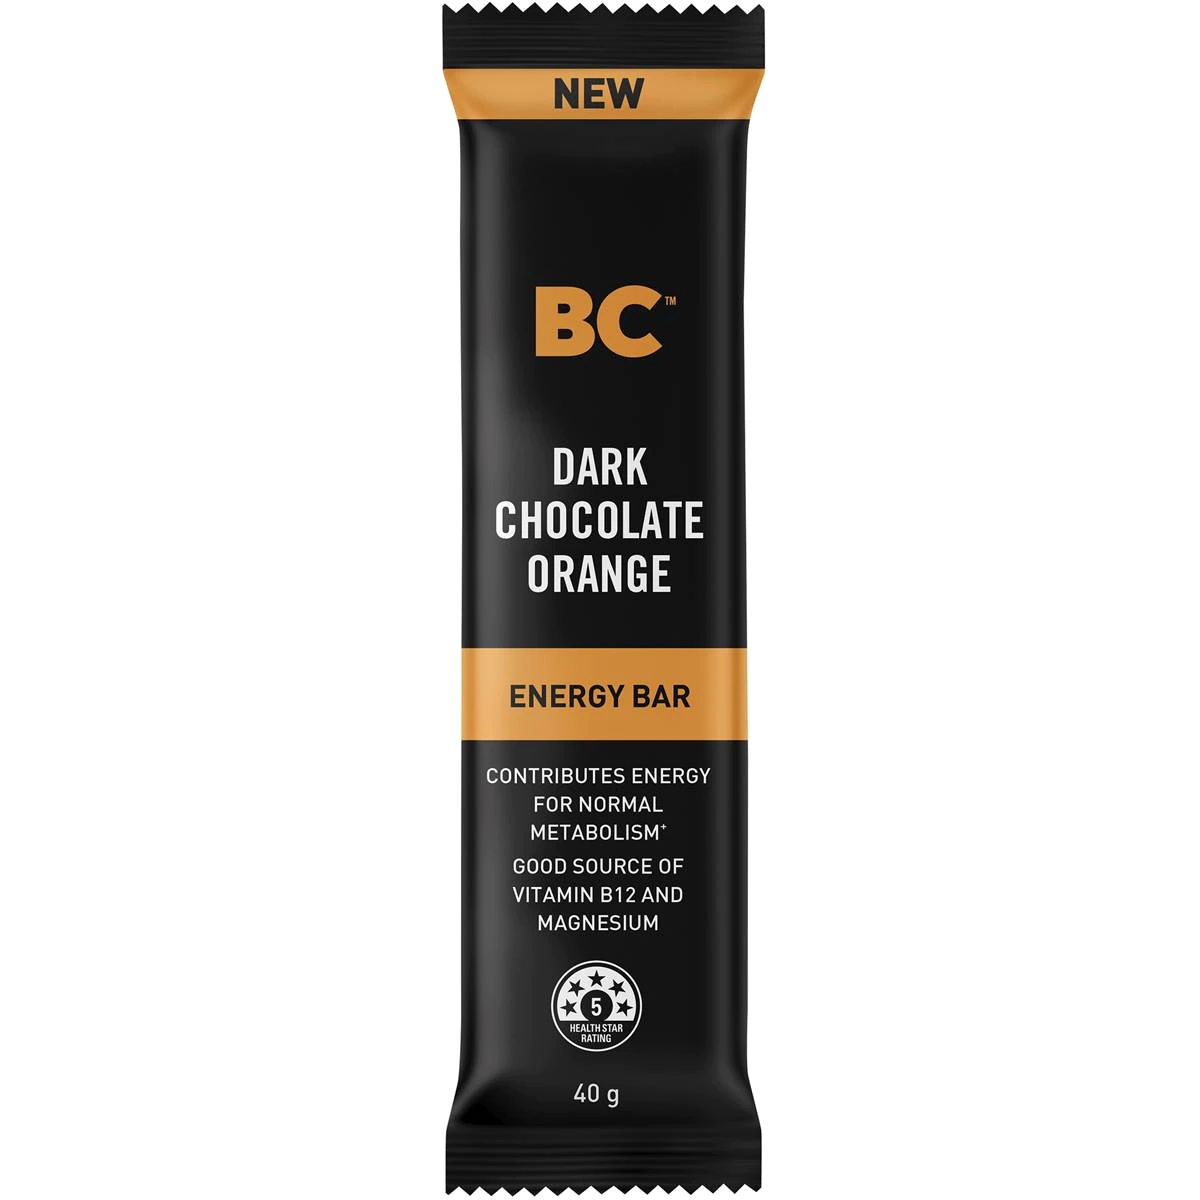 NEW
BC™
DARK
CHOCOLATE
ORANGE
ENERGY BAR
CONTRIBUTES ENERGY
FOR NORMAL
METABOLISM⁺
GOOD SOURCE OF
VITAMIN B12 AND
MAGNESIUM
5
HEALTH STAR
RATING
40 g